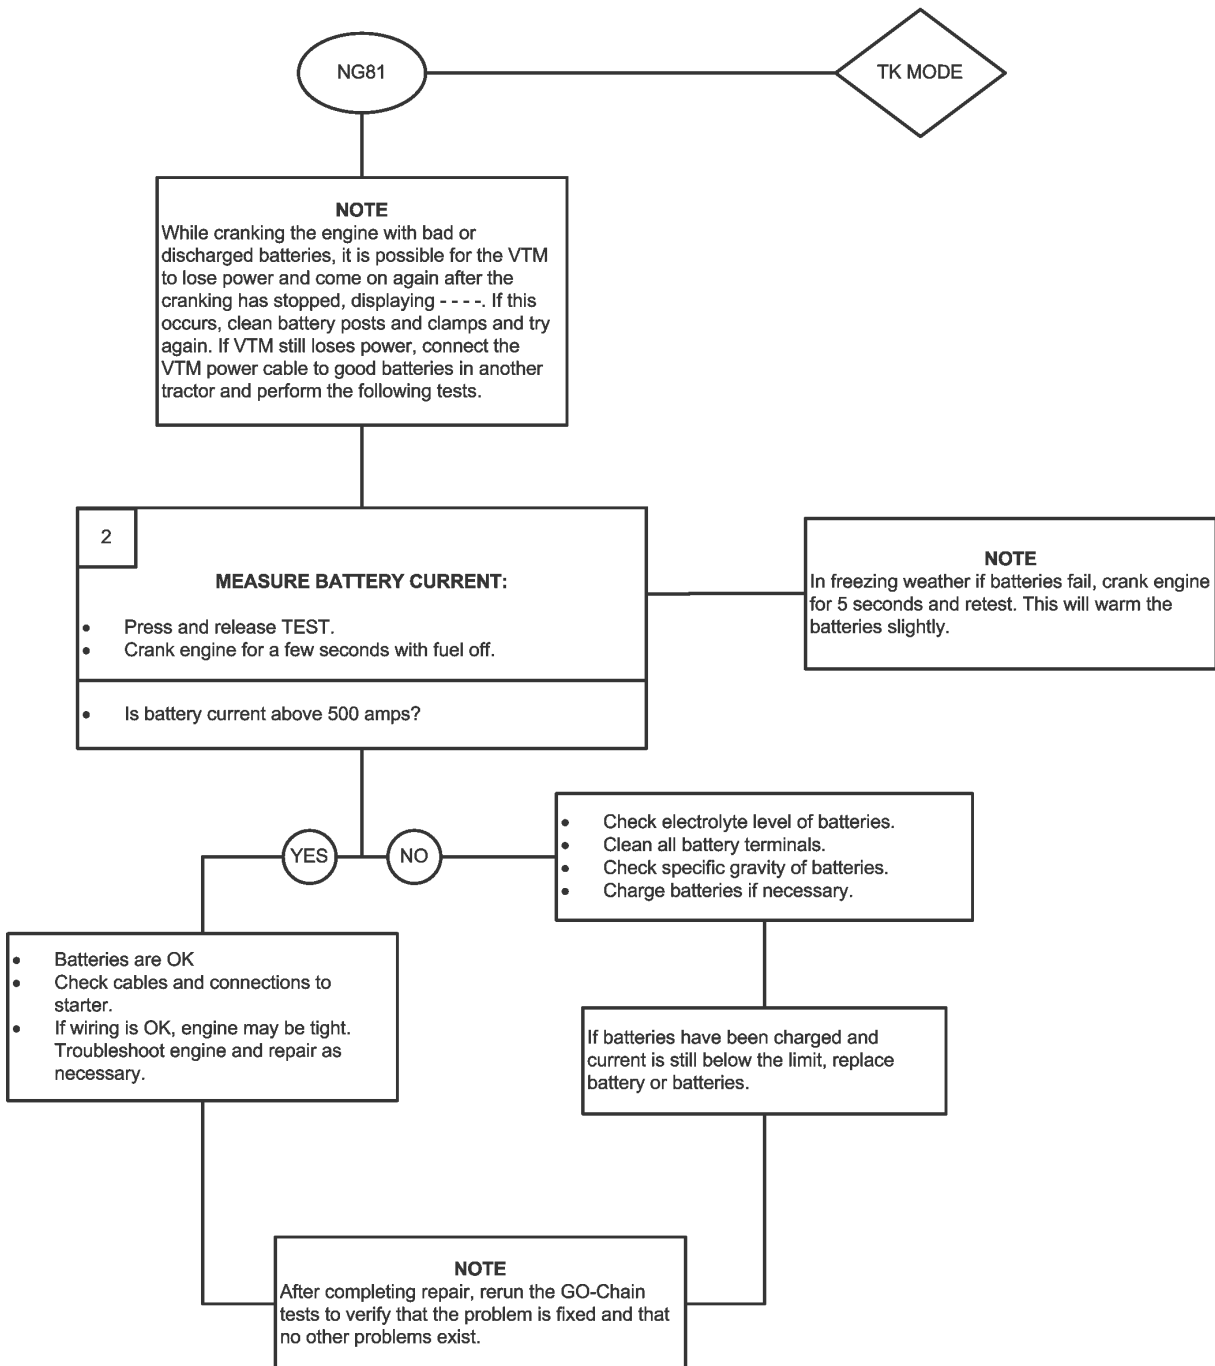 NG81
TK MODE
NOTE
While cranking the engine with bad or
discharged batteries, it is possible for the VTM
to lose power and come on again after the
cranking has stopped, displaying - - - -. If this
occurs, clean battery posts and clamps and try
again. If VTM still loses power, connect the
VTM power cable to good batteries in another
tractor and perform the following tests.
2
MEASURE BATTERY CURRENT:
• Press and release TEST.
• Crank engine for a few seconds with fuel off.
• Is battery current above 500 amps?
NOTE
In freezing weather if batteries fail, crank engine
for 5 seconds and retest. This will warm the
batteries slightly.
YES
NO
• Check electrolyte level of batteries.
• Clean all battery terminals.
• Check specific gravity of batteries.
• Charge batteries if necessary.
• Batteries are OK
• Check cables and connections to
starter.
• If wiring is OK, engine may be tight.
Troubleshoot engine and repair as
necessary.
If batteries have been charged and
current is still below the limit, replace
battery or batteries.
NOTE
After completing repair, rerun the GO-Chain
tests to verify that the problem is fixed and that
no other problems exist.